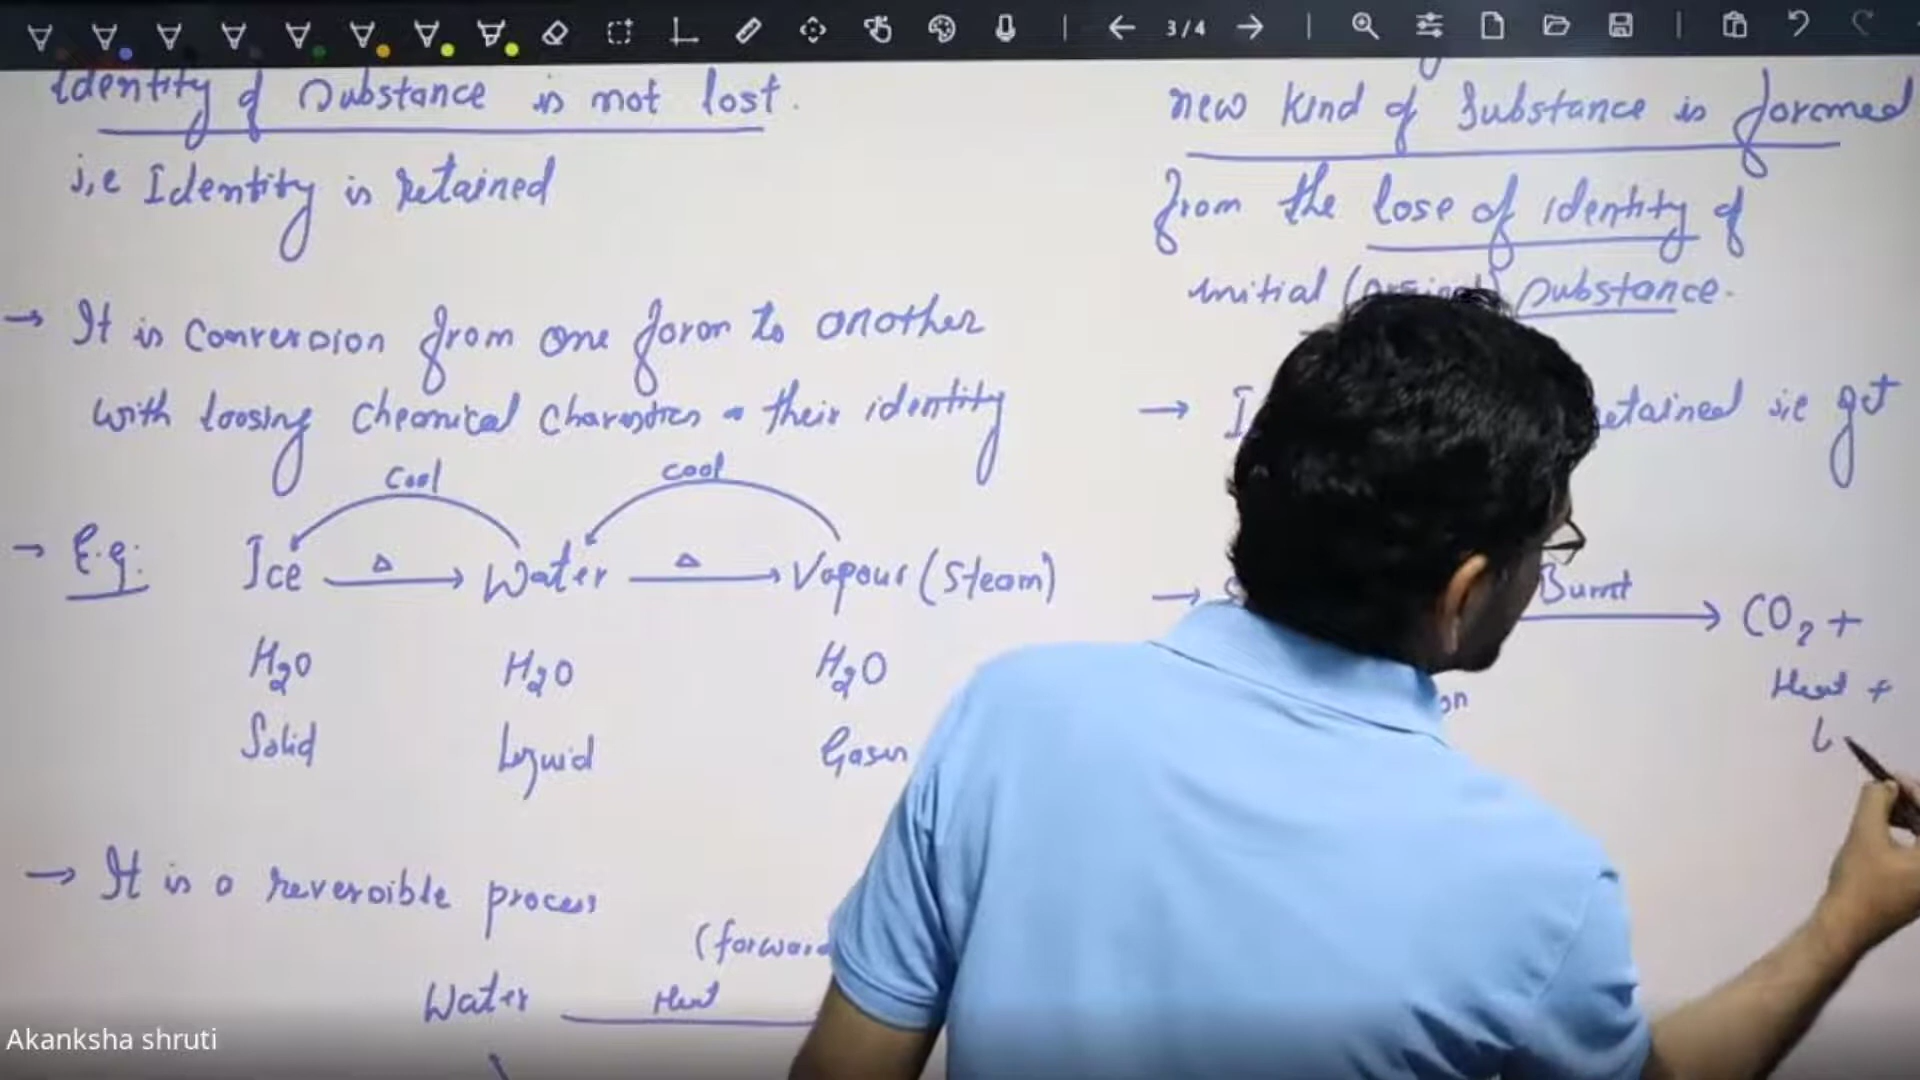 3/4
Identity of Substance is not lost.
i,e Identity is retained
→ It is Conversion from one form to another
with loosing chemical their identity
Cool
cool
→ E.g:
Ice Δ Water Δ Vapour (Steam)
H2O H2O H2O
Solid Liquid
→ It is a reversible process
(forward
Water Heat
new kind of Substance is formed
from the lose of identity of
initial substance.
→ retained i.e get
→ Burnt CO2 +
Heat +
L
Akanksha shruti